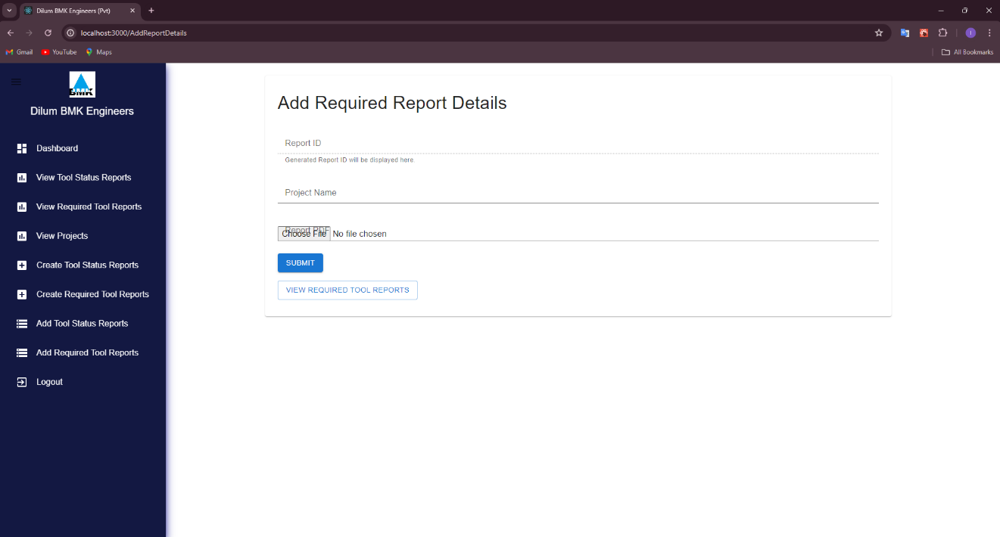 Dilum BMK Engineers (Pvt)
localhost:3000/AddReportDetails
Gmail YouTube Maps All Bookmarks
BMK
Dilum BMK Engineers
Dashboard
View Tool Status Reports
View Required Tool Reports
View Projects
Create Tool Status Reports
Create Required Tool Reports
Add Tool Status Reports
Add Required Tool Reports
Logout
Add Required Report Details
Report ID
Generated Report ID will be displayed here
Project Name
Report PDF
Choose File No file chosen
SUBMIT
VIEW REQUIRED TOOL REPORTS